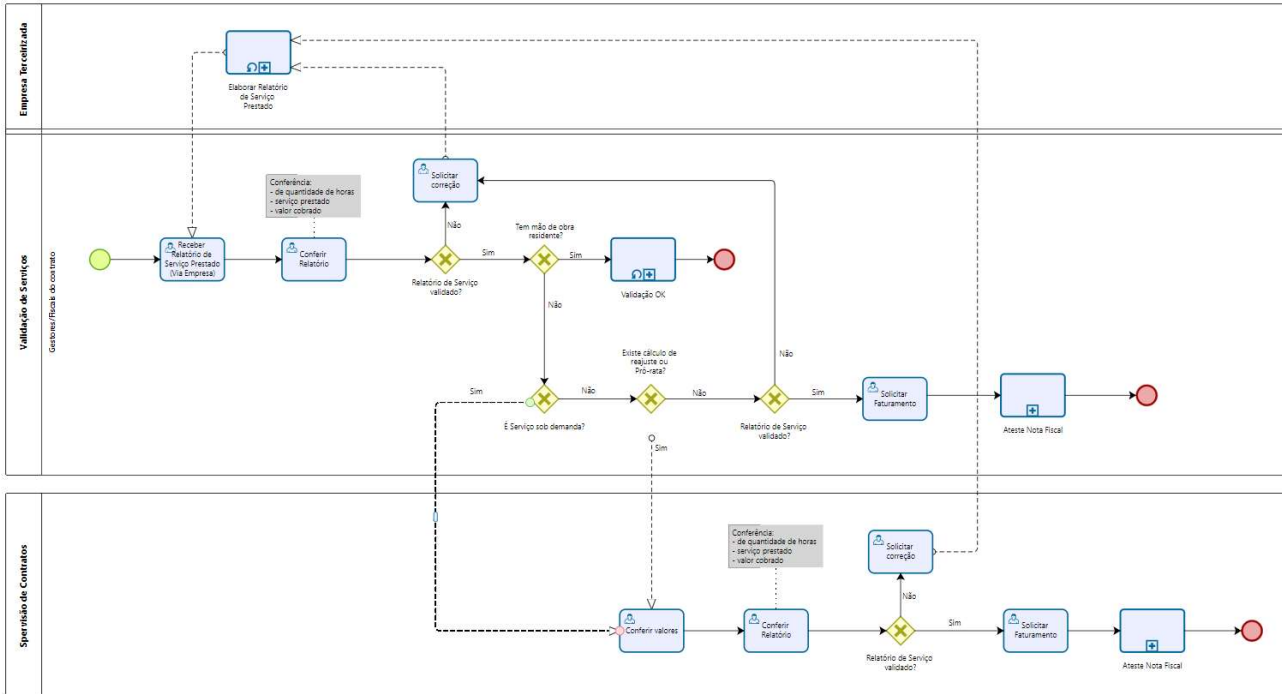 Empresa Terceirizada
Elaborar Relatório
de Serviço
Prestado
Validação de Serviços
Gestores/Fiscais do contrato
Conferência:
- de quantidade de horas
- serviço prestado
- valor cobrado
Solicitar
correção
Não
Tem mão de obra
residente?
Receber
Relatório de
Serviço Prestado
(Via Empresa)
Conferir
Relatório
Sim
Sim
Relatório de Serviço
validado?
Validação OK
Não
Existe cálculo de
reajuste ou
Pró-rata?
Não
Sim
Não
Não
Sim
Solicitar
Faturamento
É Serviço sob demanda?
Relatório de Serviço
validado?
Ateste Nota Fiscal
Sim
Spervisão de Contratos
Conferência:
- de quantidade de horas
- serviço prestado
- valor cobrado
Solicitar
correção
Não
Conferir valores
Conferir
Relatório
Sim
Solicitar
Faturamento
Relatório de Serviço
validado?
Ateste Nota Fiscal